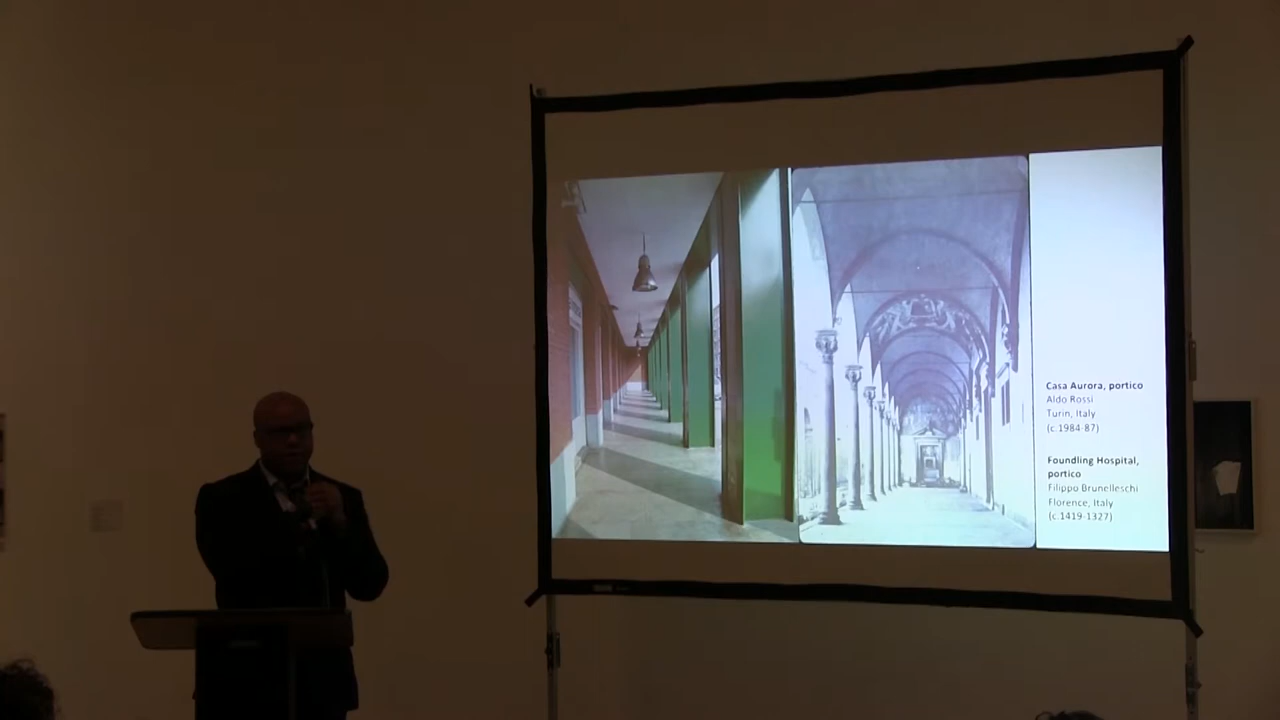 Casa Aurora, portico
Aldo Rossi
Turin, Italy
(c.1984-87)
Foundling Hospital,
portico
Filippo Brunelleschi
Florence, Italy
(c.1419-1327)